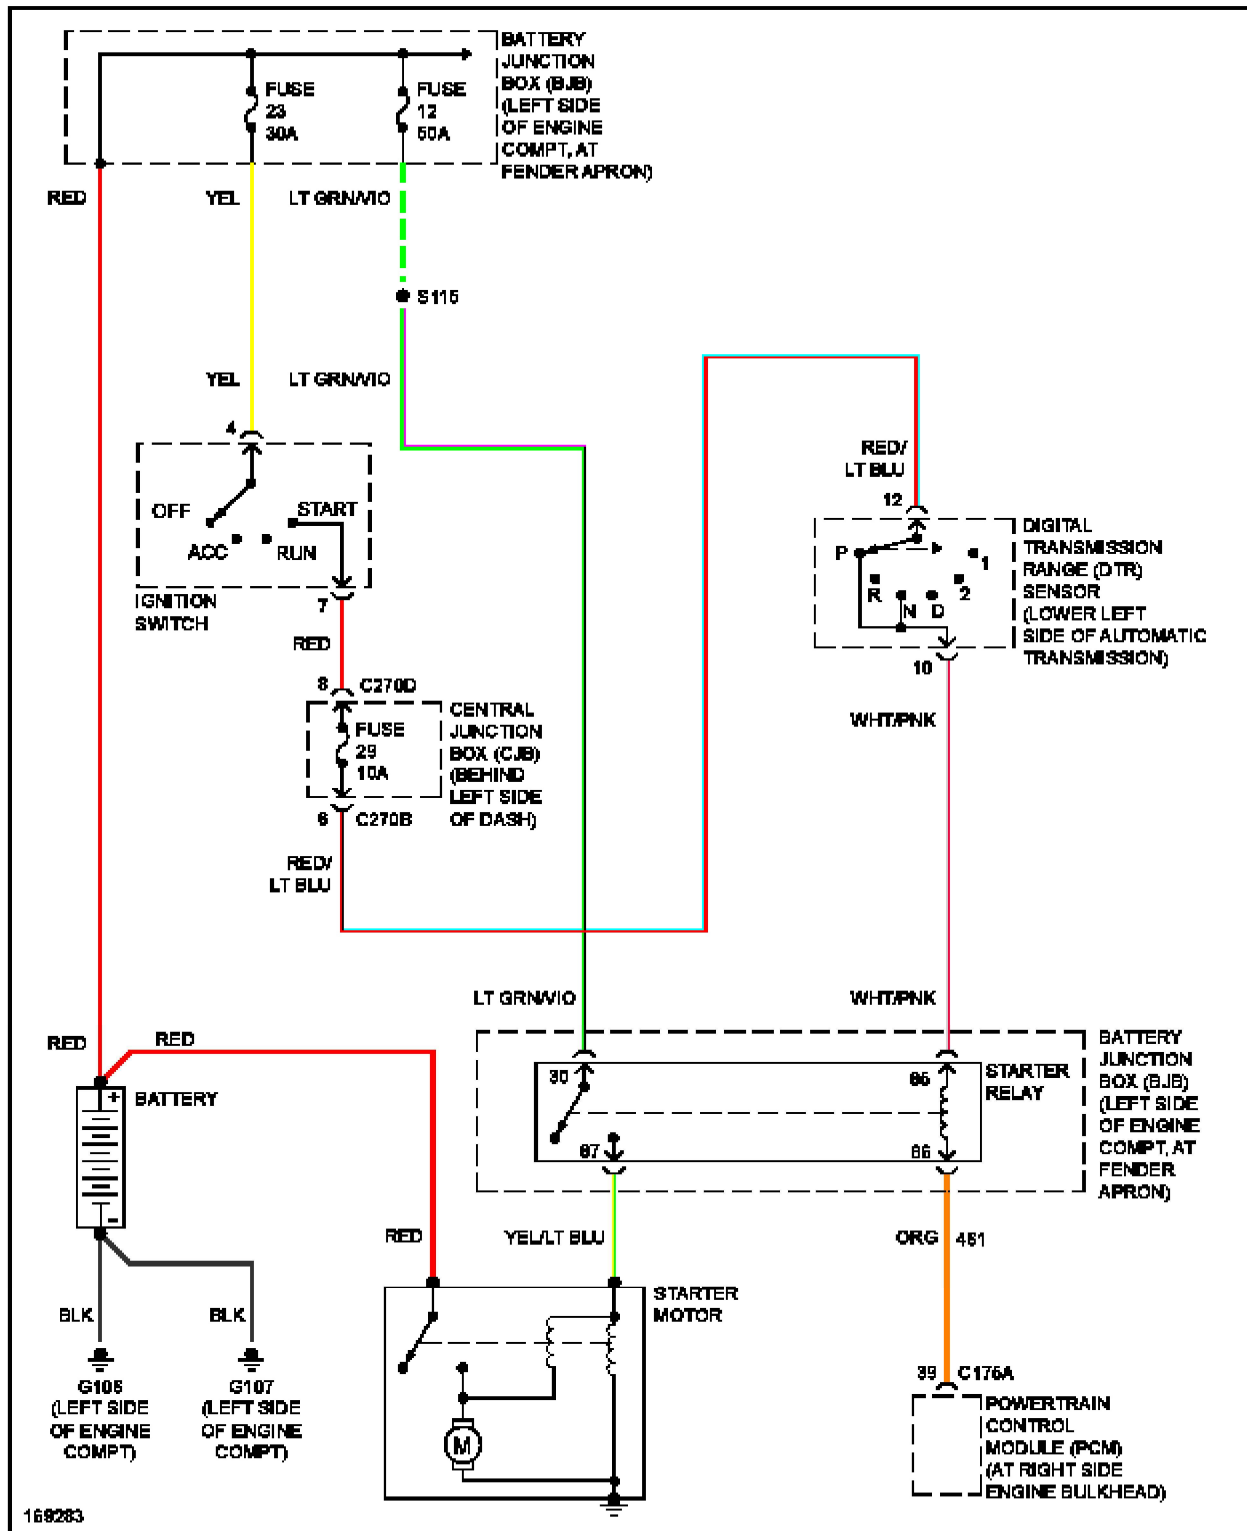 BATTERY
JUNCTION
BOX (BJB)
(LEFT SIDE
OF ENGINE
COMPT, AT
FENDER APRON)
FUSE
23
30A
FUSE
12
50A
RED
YEL
LT GRN/VIO
S115
YEL
LT GRN/VIO
4
OFF
START
ACC
RUN
IGNITION
SWITCH
7
RED
8
C270D
FUSE
29
10A
CENTRAL
JUNCTION
BOX (CJB)
(BEHIND
LEFT SIDE
OF DASH)
6
C270B
RED/
LT BLU
RED/
LT BLU
12
P
R
N
D
2
1
DIGITAL
TRANSMISSION
RANGE (DTR)
SENSOR
(LOWER LEFT
SIDE OF AUTOMATIC
TRANSMISSION)
10
WHT/PNK
LT GRN/VIO
WHT/PNK
RED
RED
BATTERY
+
-
30
85
87
86
STARTER
RELAY
BATTERY
JUNCTION
BOX (BJB)
(LEFT SIDE
OF ENGINE
COMPT, AT
FENDER
APRON)
RED
YEL/LT BLU
ORG
461
BLK
BLK
G106
(LEFT SIDE
OF ENGINE
COMPT)
G107
(LEFT SIDE
OF ENGINE
COMPT)
STARTER
MOTOR
M
39
C175A
POWERTRAIN
CONTROL
MODULE (PCM)
(AT RIGHT SIDE
ENGINE BULKHEAD)
169283